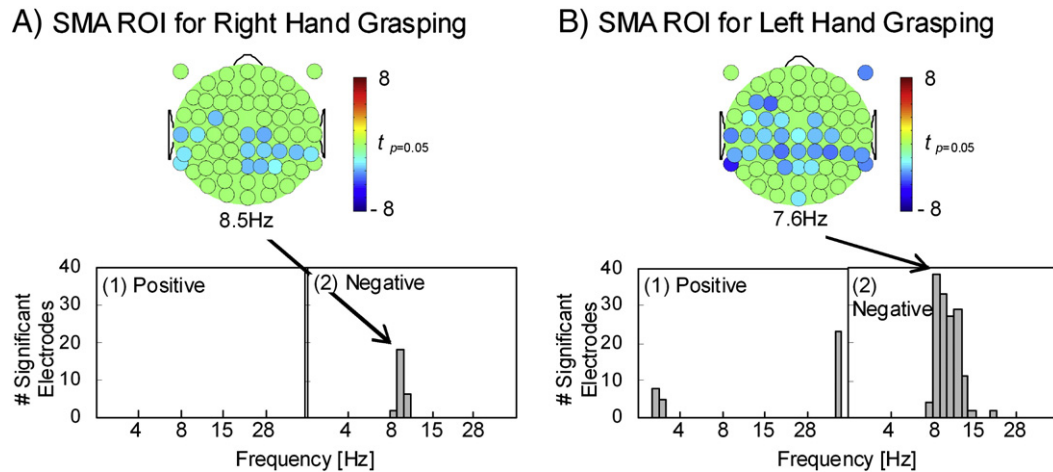 A) SMA ROI for Right Hand Grasping
8
t p=0.05
- 8
8.5Hz
40
30
20
10
0
# Significant
Electrodes
(1) Positive
(2) Negative
4 8 15 28 4 8 15 28
Frequency [Hz]
B) SMA ROI for Left Hand Grasping
8
t p=0.05
- 8
7.6Hz
40
30
20
10
0
# Significant
Electrodes
(1) Positive
(2)
Negative
4 8 15 28 4 8 15 28
Frequency [Hz]